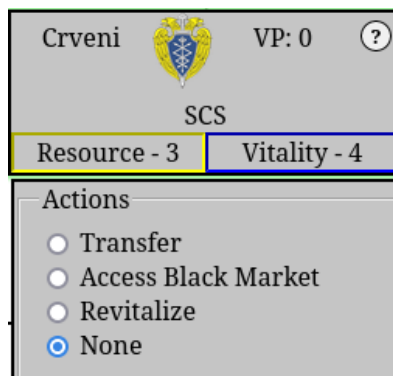 Crveni VP: 0 ?
SCS
Resource - 3 Vitality - 4
Actions
Transfer
Access Black Market
Revitalize
None